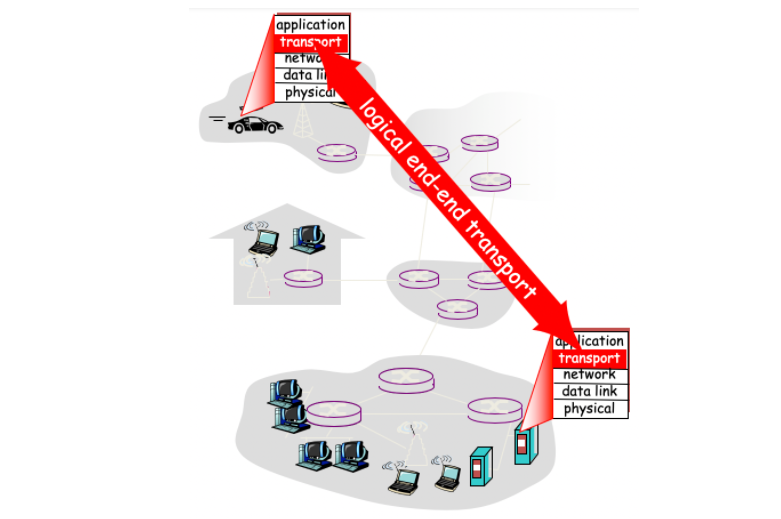 application
transport
network
data link
physical
logical end-end transport
application
transport
network
data link
physical